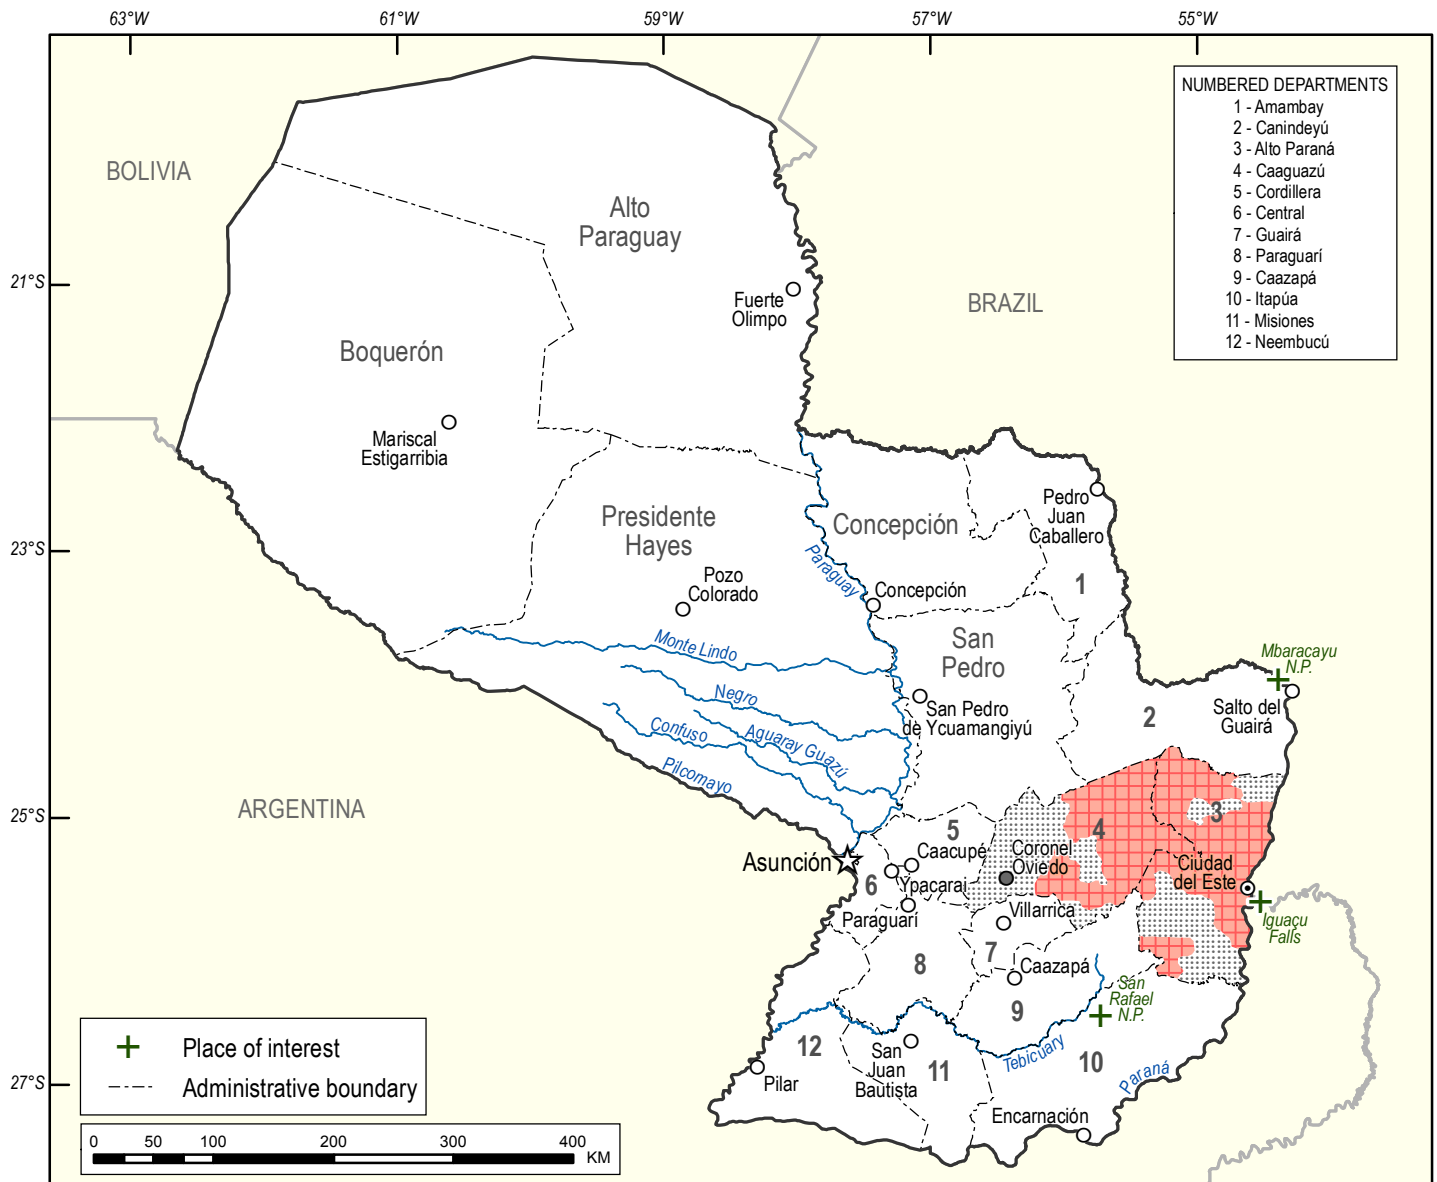 63°W
61°W
59°W
57°W
55°W
NUMBERED DEPARTMENTS
1 - Amambay
2 - Canindeyú
3 - Alto Paraná
4 - Caaguazú
5 - Cordillera
6 - Central
7 - Guairá
8 - Paraguarí
9 - Caazapá
10 - Itapúa
11 - Misiones
12 - Neembucú
BOLIVIA
Alto
Paraguay
21°S
Fuerte
Olimpo
BRAZIL
Boquerón
Mariscal
Estigarribia
Pedro
Juan
Caballero
Presidente
Hayes
Concepción
23°S
Paraguay
Pozo
Colorado
Concepción
1
San
Pedro
Monte Lindo
Mbaracayu
N.P.
Negro
San Pedro
de Ycuamangiyú
2
Salto del
Guairá
Confuso
Aguaray Guazú
Pilcomayo
ARGENTINA
25°S
3
5
4
Asunción
Caacupé
Coronel
Oviedo
Ciudad
del Este
6
Ypacarai
Paraguarí
Villarrica
Iguaçu
Falls
7
8
Caazapá
San
Rafael
N.P.
9
Place of interest
Administrative boundary
12
San
Juan
Bautista
11
Tebicuary
10
Paraná
27°S
Pilar
Encarnación
0
50
100
200
300
400
KM